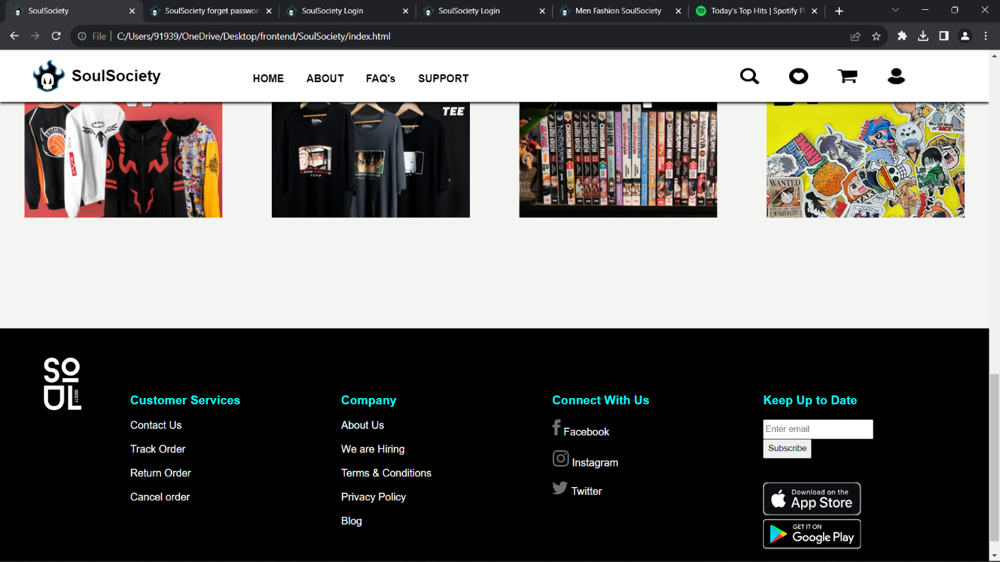 SoulSociety
SoulSociety forget passwor
SoulSociety Login
SoulSociety Login
Men Fashion SoulSociety
Today's Top Hits | Spotify Pl
File
C:/Users/91939/OneDrive/Desktop/frontend/SoulSociety/index.html
SoulSociety
HOME
ABOUT
FAQ's
SUPPORT
TEE
WANTED
SOUL
SOCIETY
Customer Services
Contact Us
Track Order
Return Order
Cancel order
Company
About Us
We are Hiring
Terms & Conditions
Privacy Policy
Blog
Connect With Us
Facebook
Instagram
Twitter
Keep Up to Date
Enter email
Subscribe
Download on the
App Store
GET IT ON
Google Play